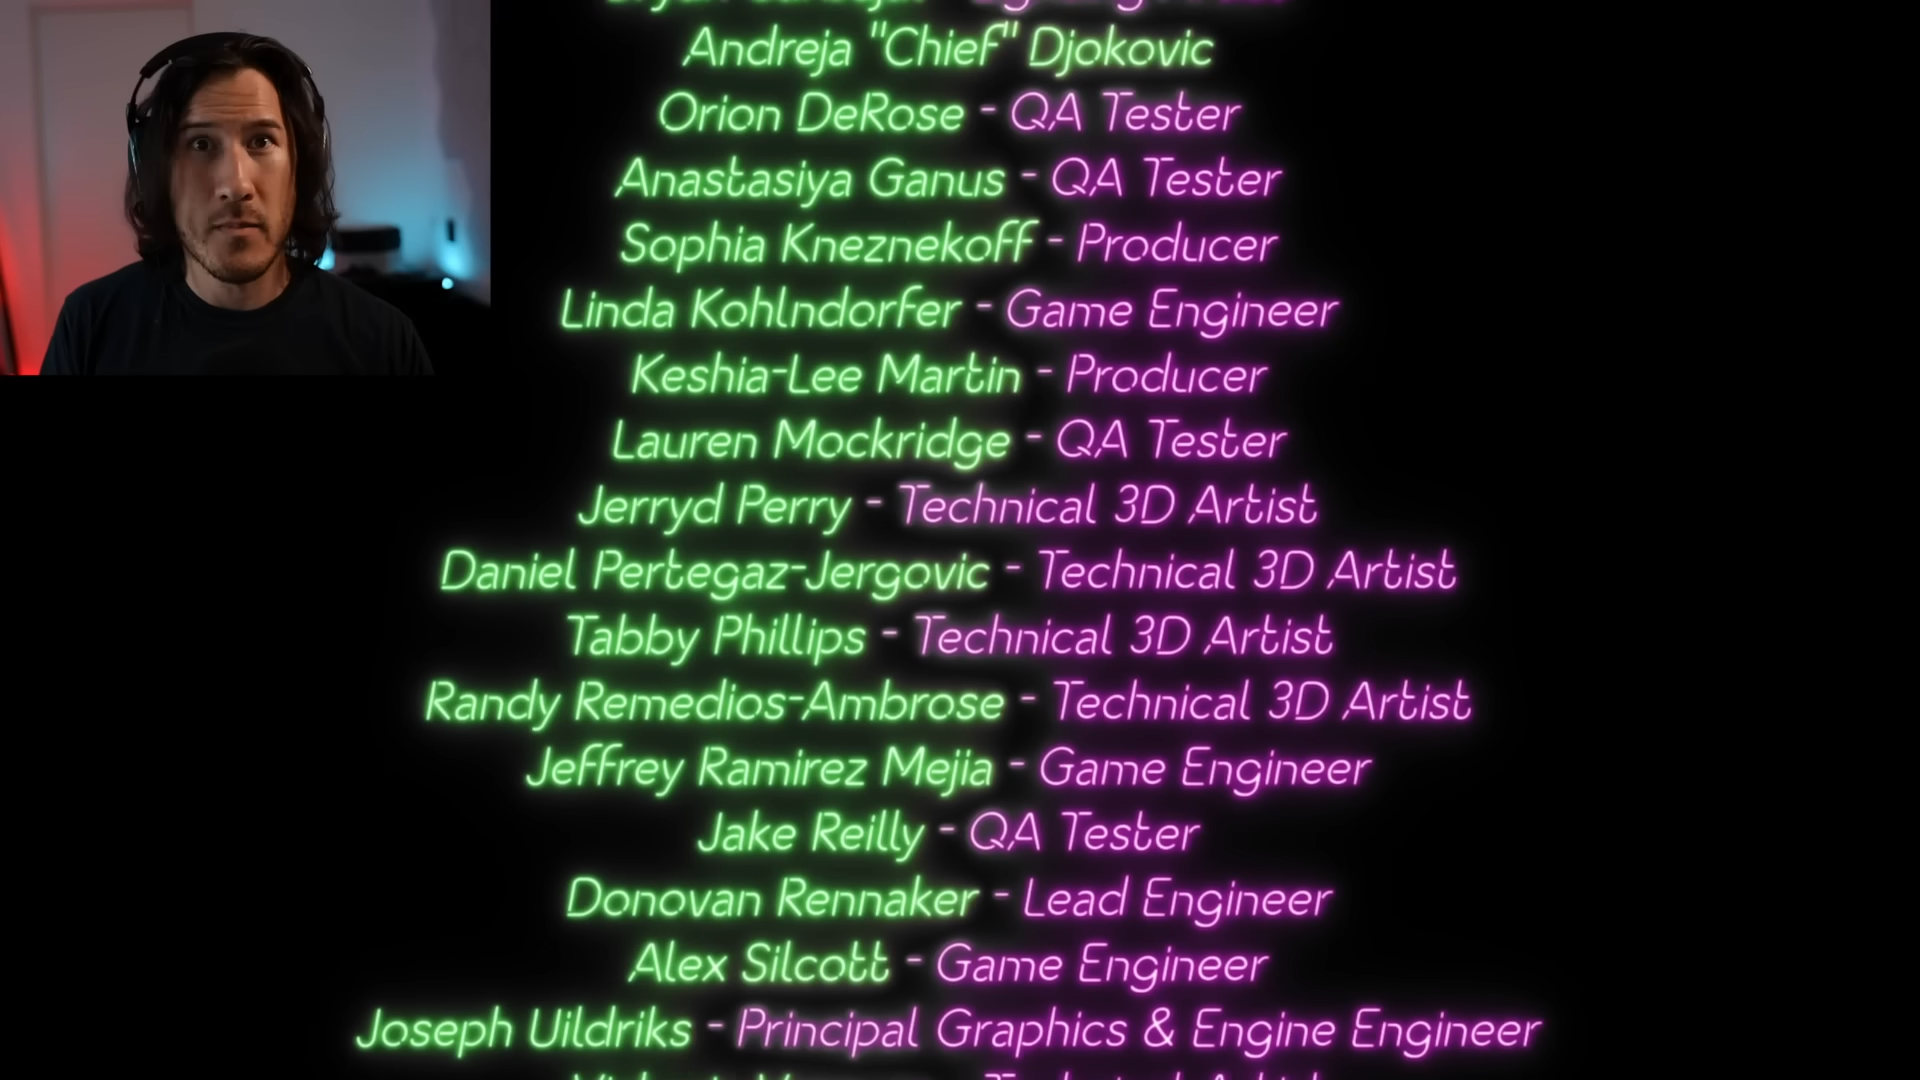 Andreja "Chief" Djokovic
Orion DeRose - QA Tester
Anastasiya Ganus - QA Tester
Sophia Kneznekoff - Producer
Linda Kohlndorfer - Game Engineer
Keshia-Lee Martin - Producer
Lauren Mockridge - QA Tester
Jerryd Perry - Technical 3D Artist
Daniel Pertegaz-Jergovic - Technical 3D Artist
Tabby Phillips - Technical 3D Artist
Randy Remedios-Ambrose - Technical 3D Artist
Jeffrey Ramirez Mejia - Game Engineer
Jake Reilly - QA Tester
Donovan Rennaker - Lead Engineer
Alex Silcott - Game Engineer
Joseph Uildriks - Principal Graphics & Engine Engineer